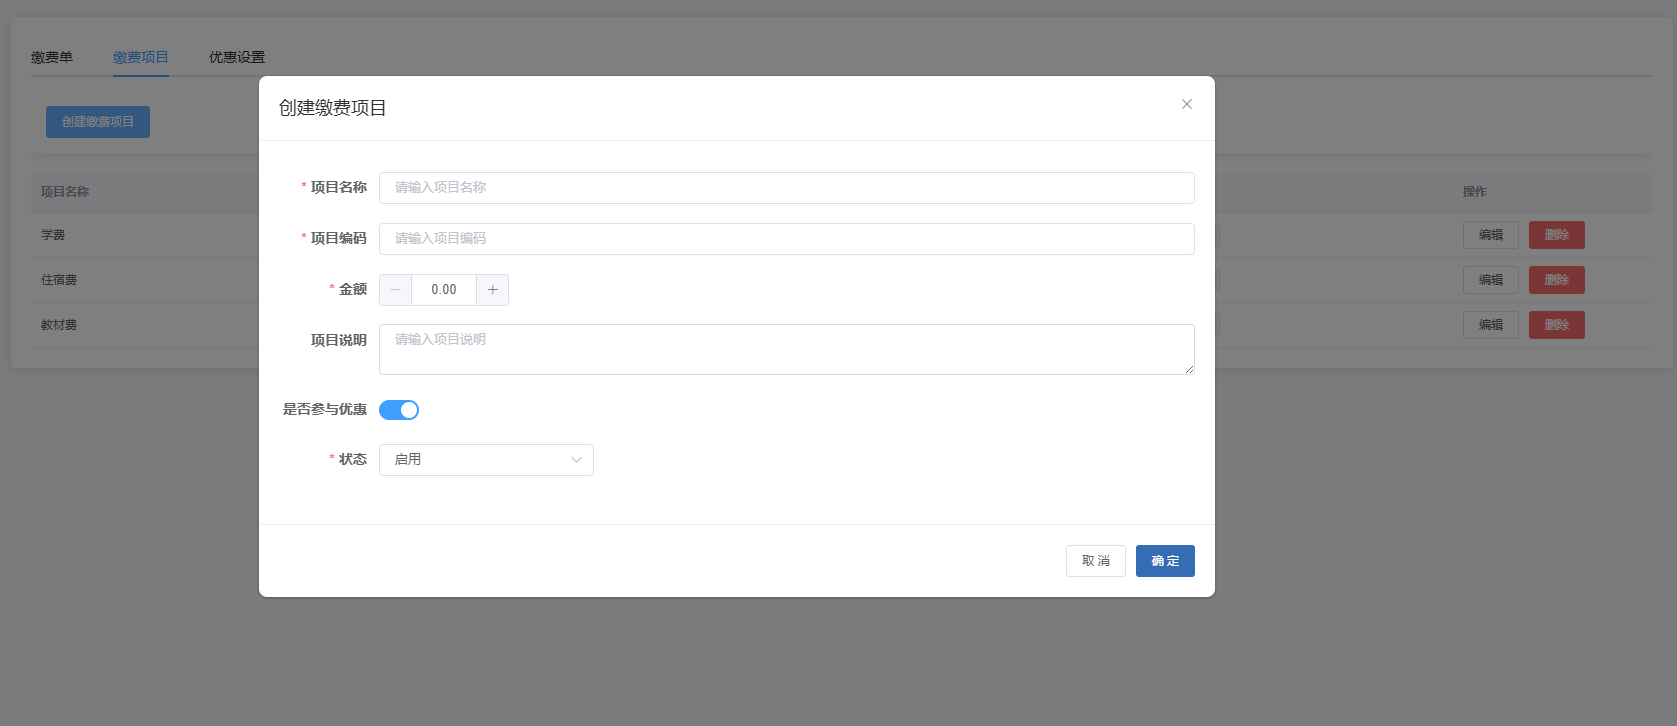 缴费单 缴费项目 优惠设置
创建缴费项目
创建缴费项目
项目名称 操作
学费 编辑 删除
住宿费 编辑 删除
教材费 编辑 删除
* 项目名称 请输入项目名称
* 项目编码 请输入项目编码
* 金额 0.00
项目说明 请输入项目说明
是否参与优惠
* 状态 启用
取消 确定